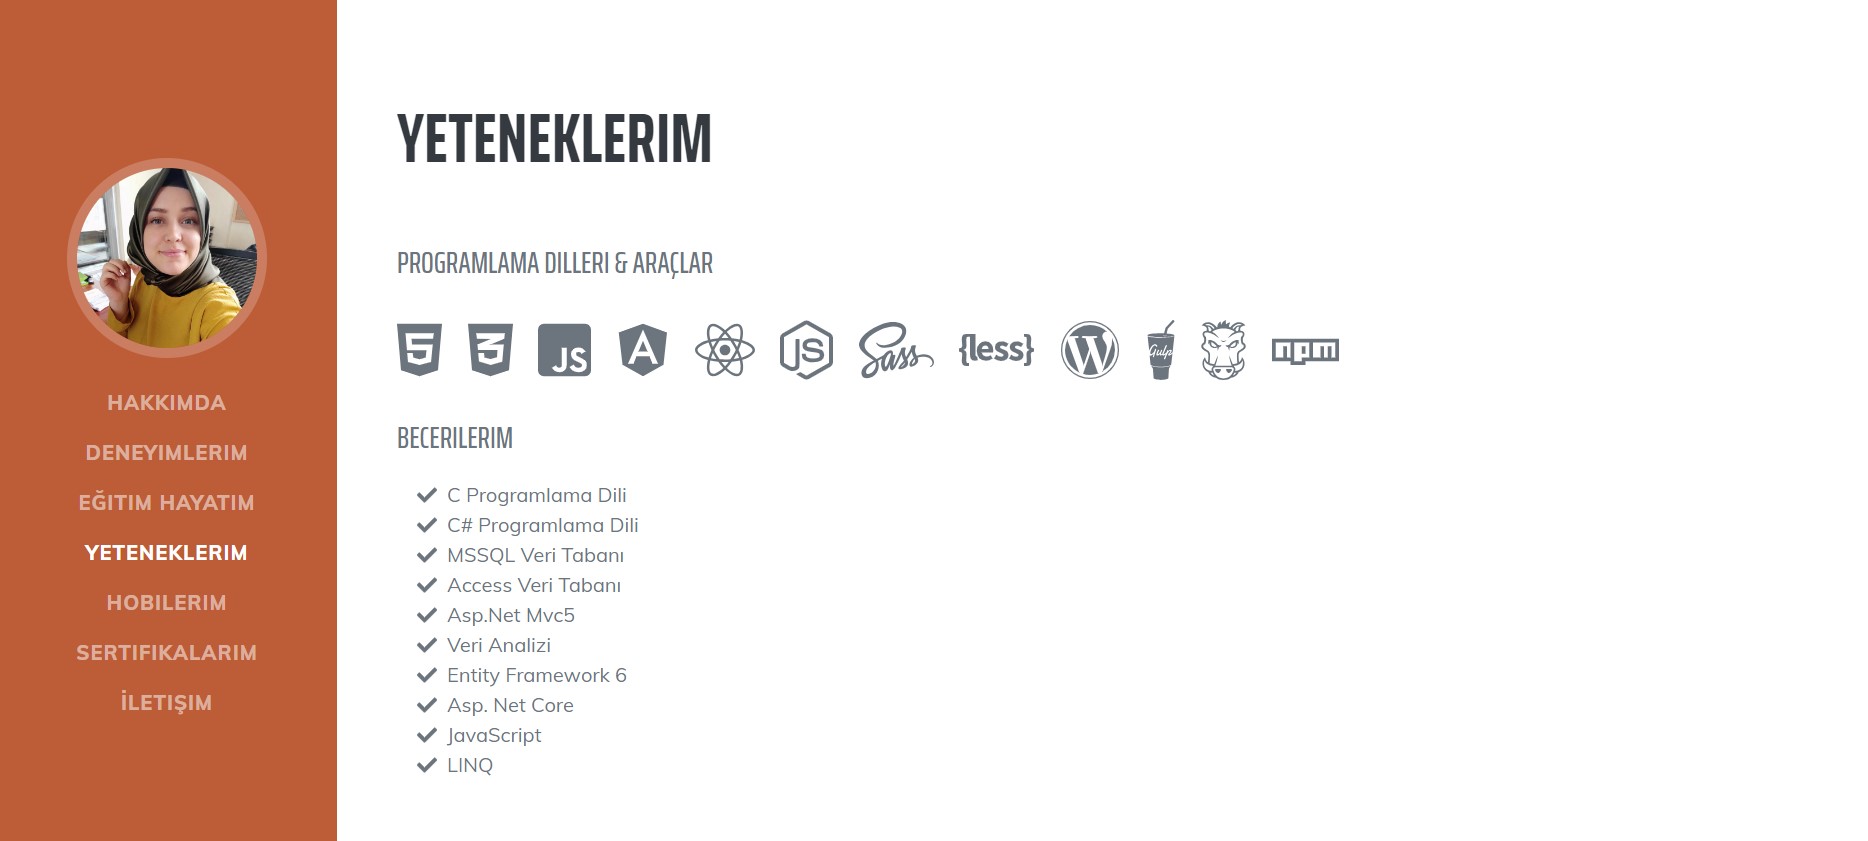 HAKKIMDA
DENEYIMLERIM
EĞITIM HAYATIM
YETENEKLERIM
HOBILERIM
SERTIFIKALARIM
İLETIŞIM
YETENEKLERIM
PROGRAMLAMA DILLERI & ARAÇLAR
5 3 JS A JS Sass {less} W Gulp npm
BECERILERIM
C Programlama Dili
C# Programlama Dili
MSSQL Veri Tabanı
Access Veri Tabanı
Asp.Net Mvc5
Veri Analizi
Entity Framework 6
Asp. Net Core
JavaScript
LINQ